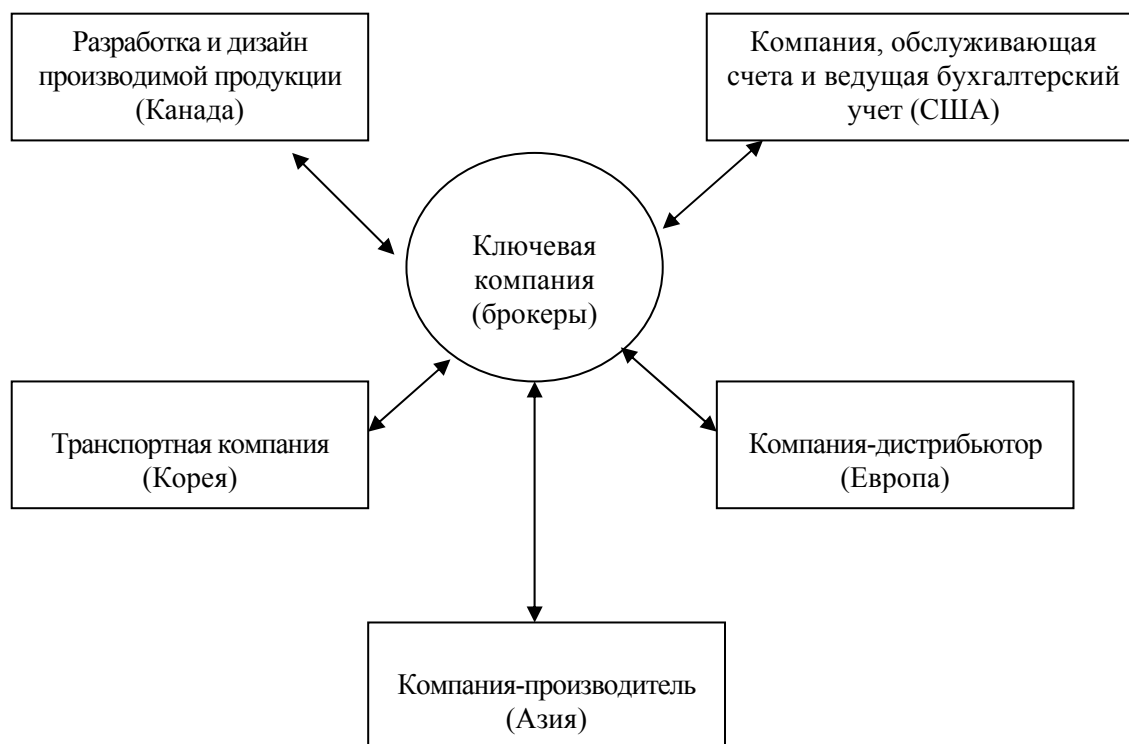 Разработка и дизайн
производимой продукции
(Канада)
Компания, обслуживающая
счета и ведущая бухгалтерский
учет (США)
Ключевая
компания
(брокеры)
Транспортная компания
(Корея)
Компания-дистрибьютор
(Европа)
Компания-производитель
(Азия)